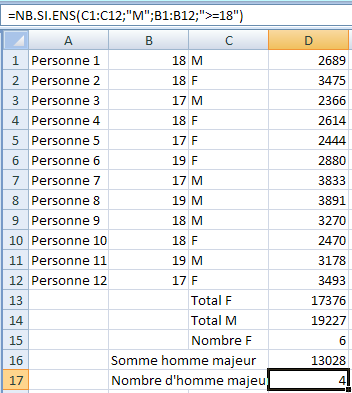 =NB.SI.ENS(C1:C12;"M";B1:B12;">=18")
A B C D
1 Personne 1 18 M 2689
2 Personne 2 18 F 3475
3 Personne 3 17 M 2366
4 Personne 4 18 F 2614
5 Personne 5 17 F 2444
6 Personne 6 19 F 2880
7 Personne 7 17 M 3833
8 Personne 8 19 M 3891
9 Personne 9 18 M 3270
10 Personne 10 18 F 2470
11 Personne 11 19 M 3178
12 Personne 12 17 F 3493
13 Total F 17376
14 Total M 19227
15 Nombre F 6
16 Somme homme majeur 13028
17 Nombre d'homme majeu 4